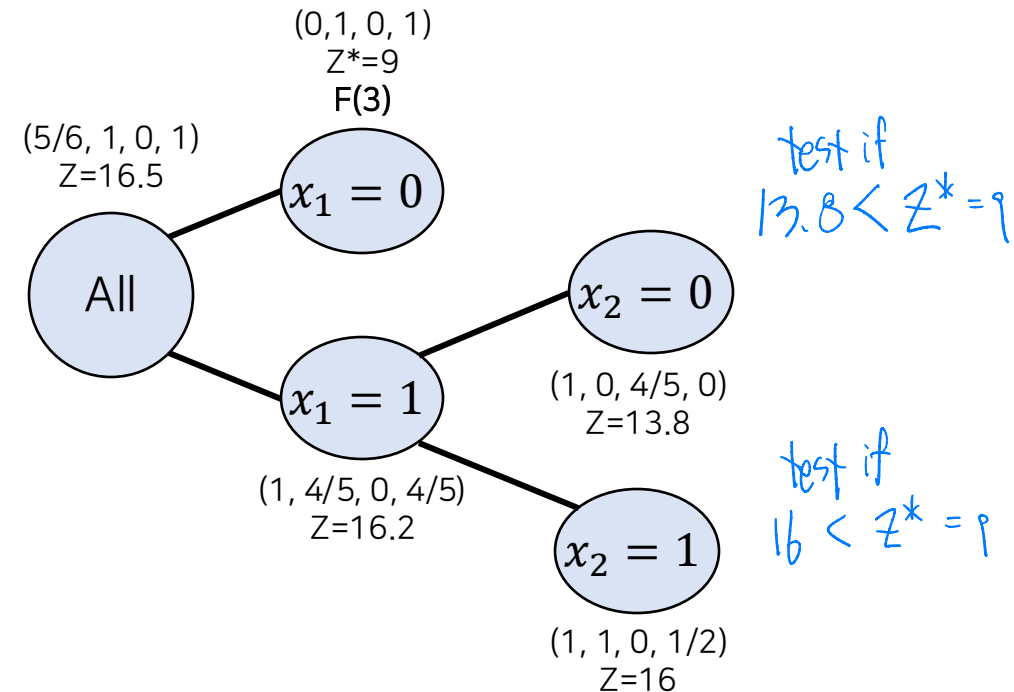 (0,1, 0, 1)
Z*=9
F(3)
(5/6, 1, 0, 1)
Z=16.5
x₁ = 0
All
test if
13.8 < Z* = 9
x₂ = 0
(1, 0, 4/5, 0)
Z=13.8
x₁ = 1
(1, 4/5, 0, 4/5)
Z=16.2
test if
16 < Z* = 9
x₂ = 1
(1, 1, 0, 1/2)
Z=16